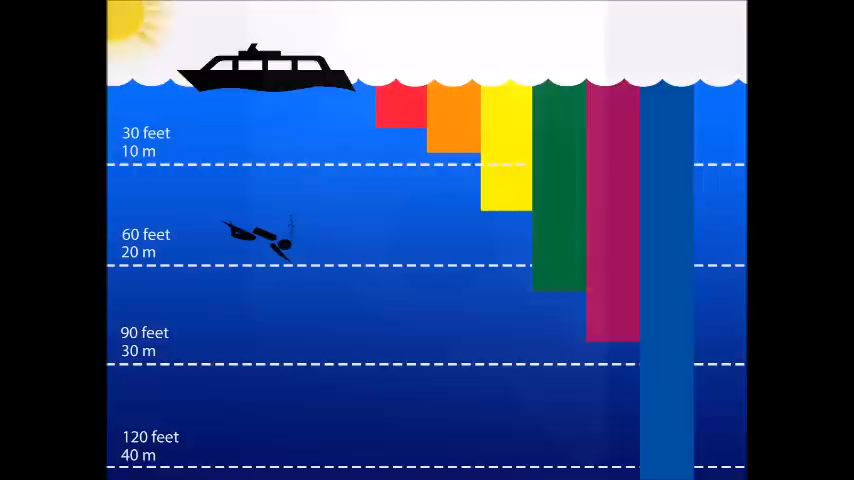 30 feet
10 m
60 feet
20 m
90 feet
30 m
120 feet
40 m